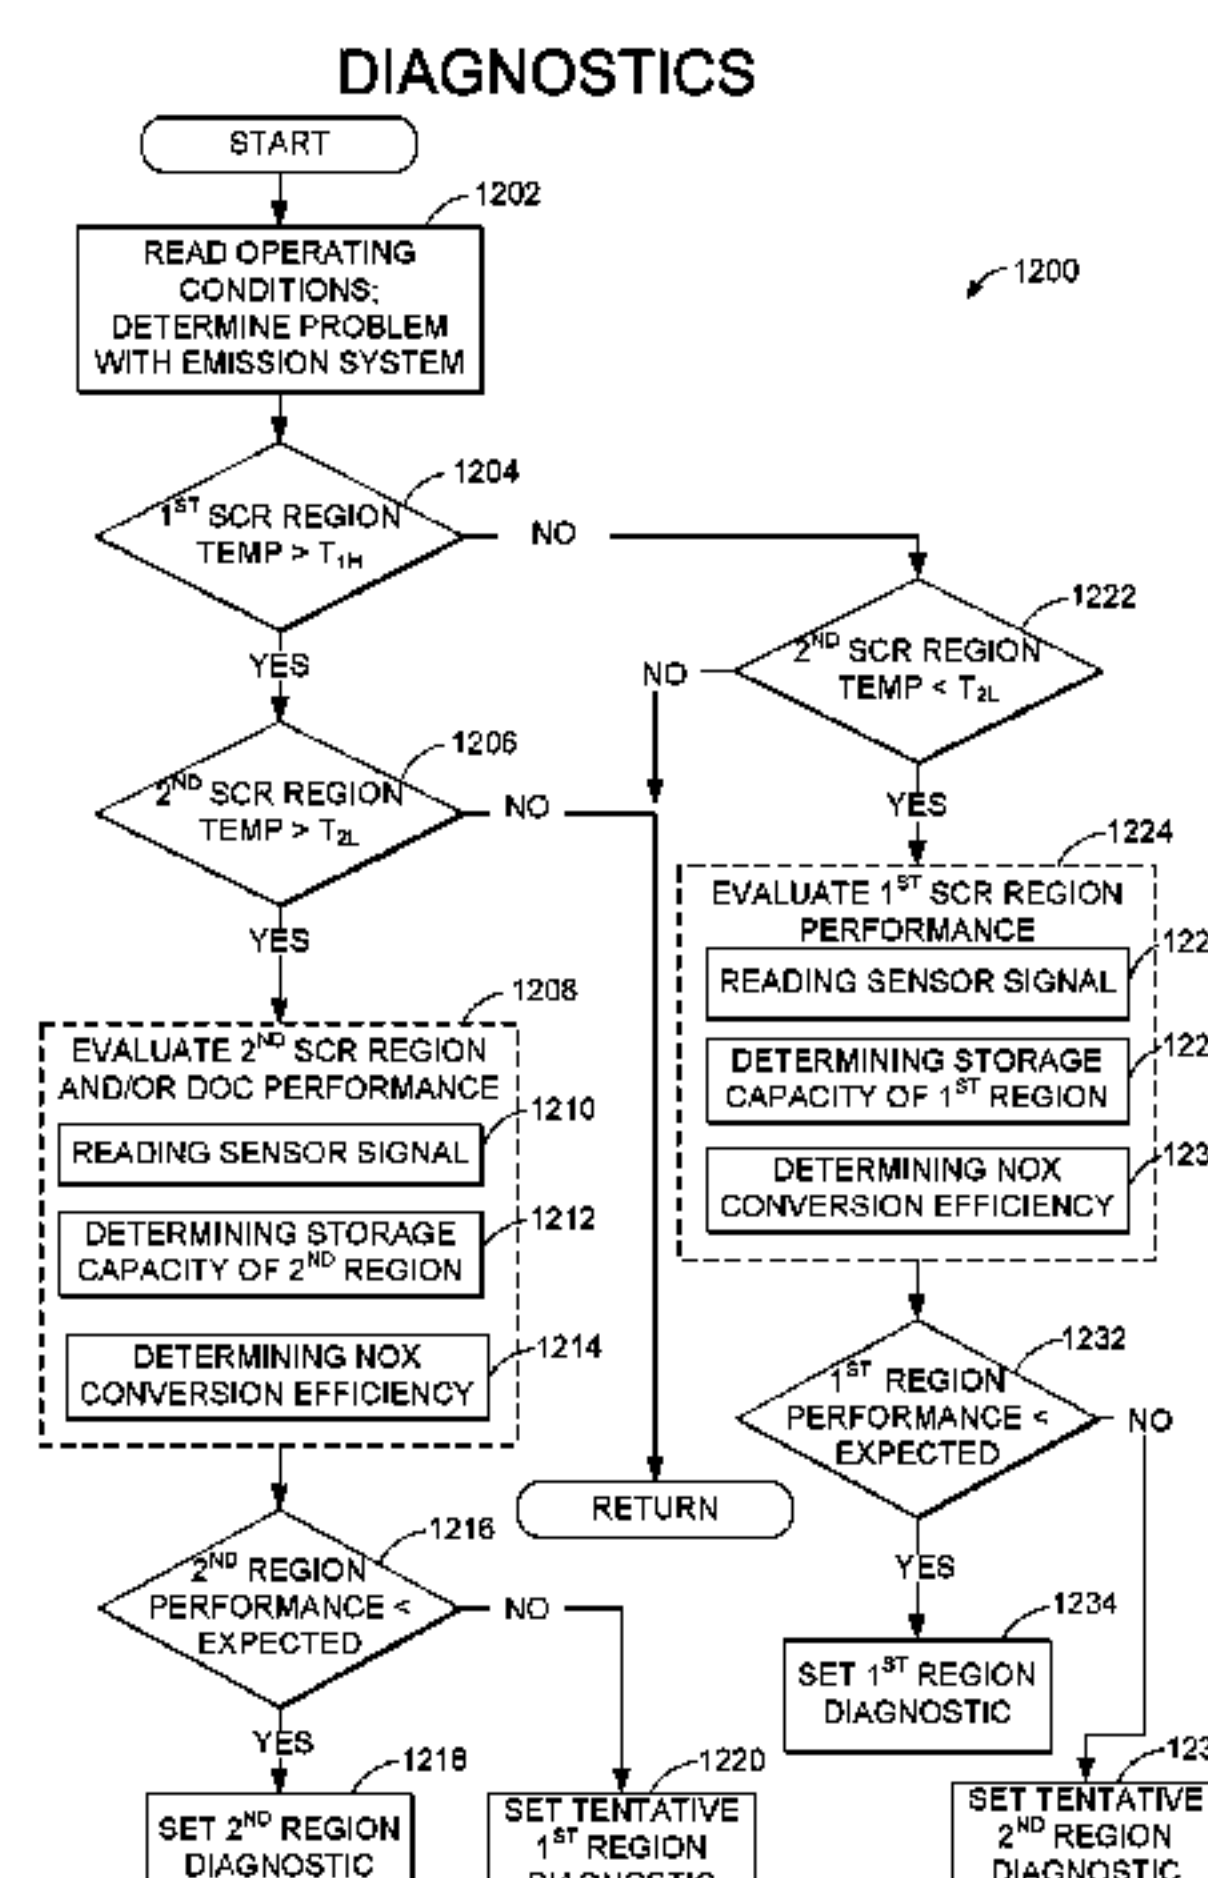 DIAGNOSTICS
START
1202
READ OPERATING
CONDITIONS;
DETERMINE PROBLEM
WITH EMISSION SYSTEM
1200
1204
1ST SCR REGION
TEMP > T1H
NO
YES
1222
2ND SCR REGION
TEMP < T2L
NO
YES
1206
2ND SCR REGION
TEMP > T2L
NO
YES
1224
EVALUATE 1ST SCR REGION
PERFORMANCE
READING SENSOR SIGNAL
DETERMINING STORAGE
CAPACITY OF 1ST REGION
DETERMINING NOX
CONVERSION EFFICIENCY
1208
EVALUATE 2ND SCR REGION
AND/OR DOC PERFORMANCE
1210
READING SENSOR SIGNAL
1212
DETERMINING STORAGE
CAPACITY OF 2ND REGION
1214
DETERMINING NOX
CONVERSION EFFICIENCY
1232
1ST REGION
PERFORMANCE <
EXPECTED
NO
YES
RETURN
1216
2ND REGION
PERFORMANCE <
EXPECTED
NO
YES
1234
SET 1ST REGION
DIAGNOSTIC
1218
SET 2ND REGION
DIAGNOSTIC
1220
SET TENTATIVE
1ST REGION
DIAGNOSTIC
SET TENTATIVE
2ND REGION
DIAGNOSTIC